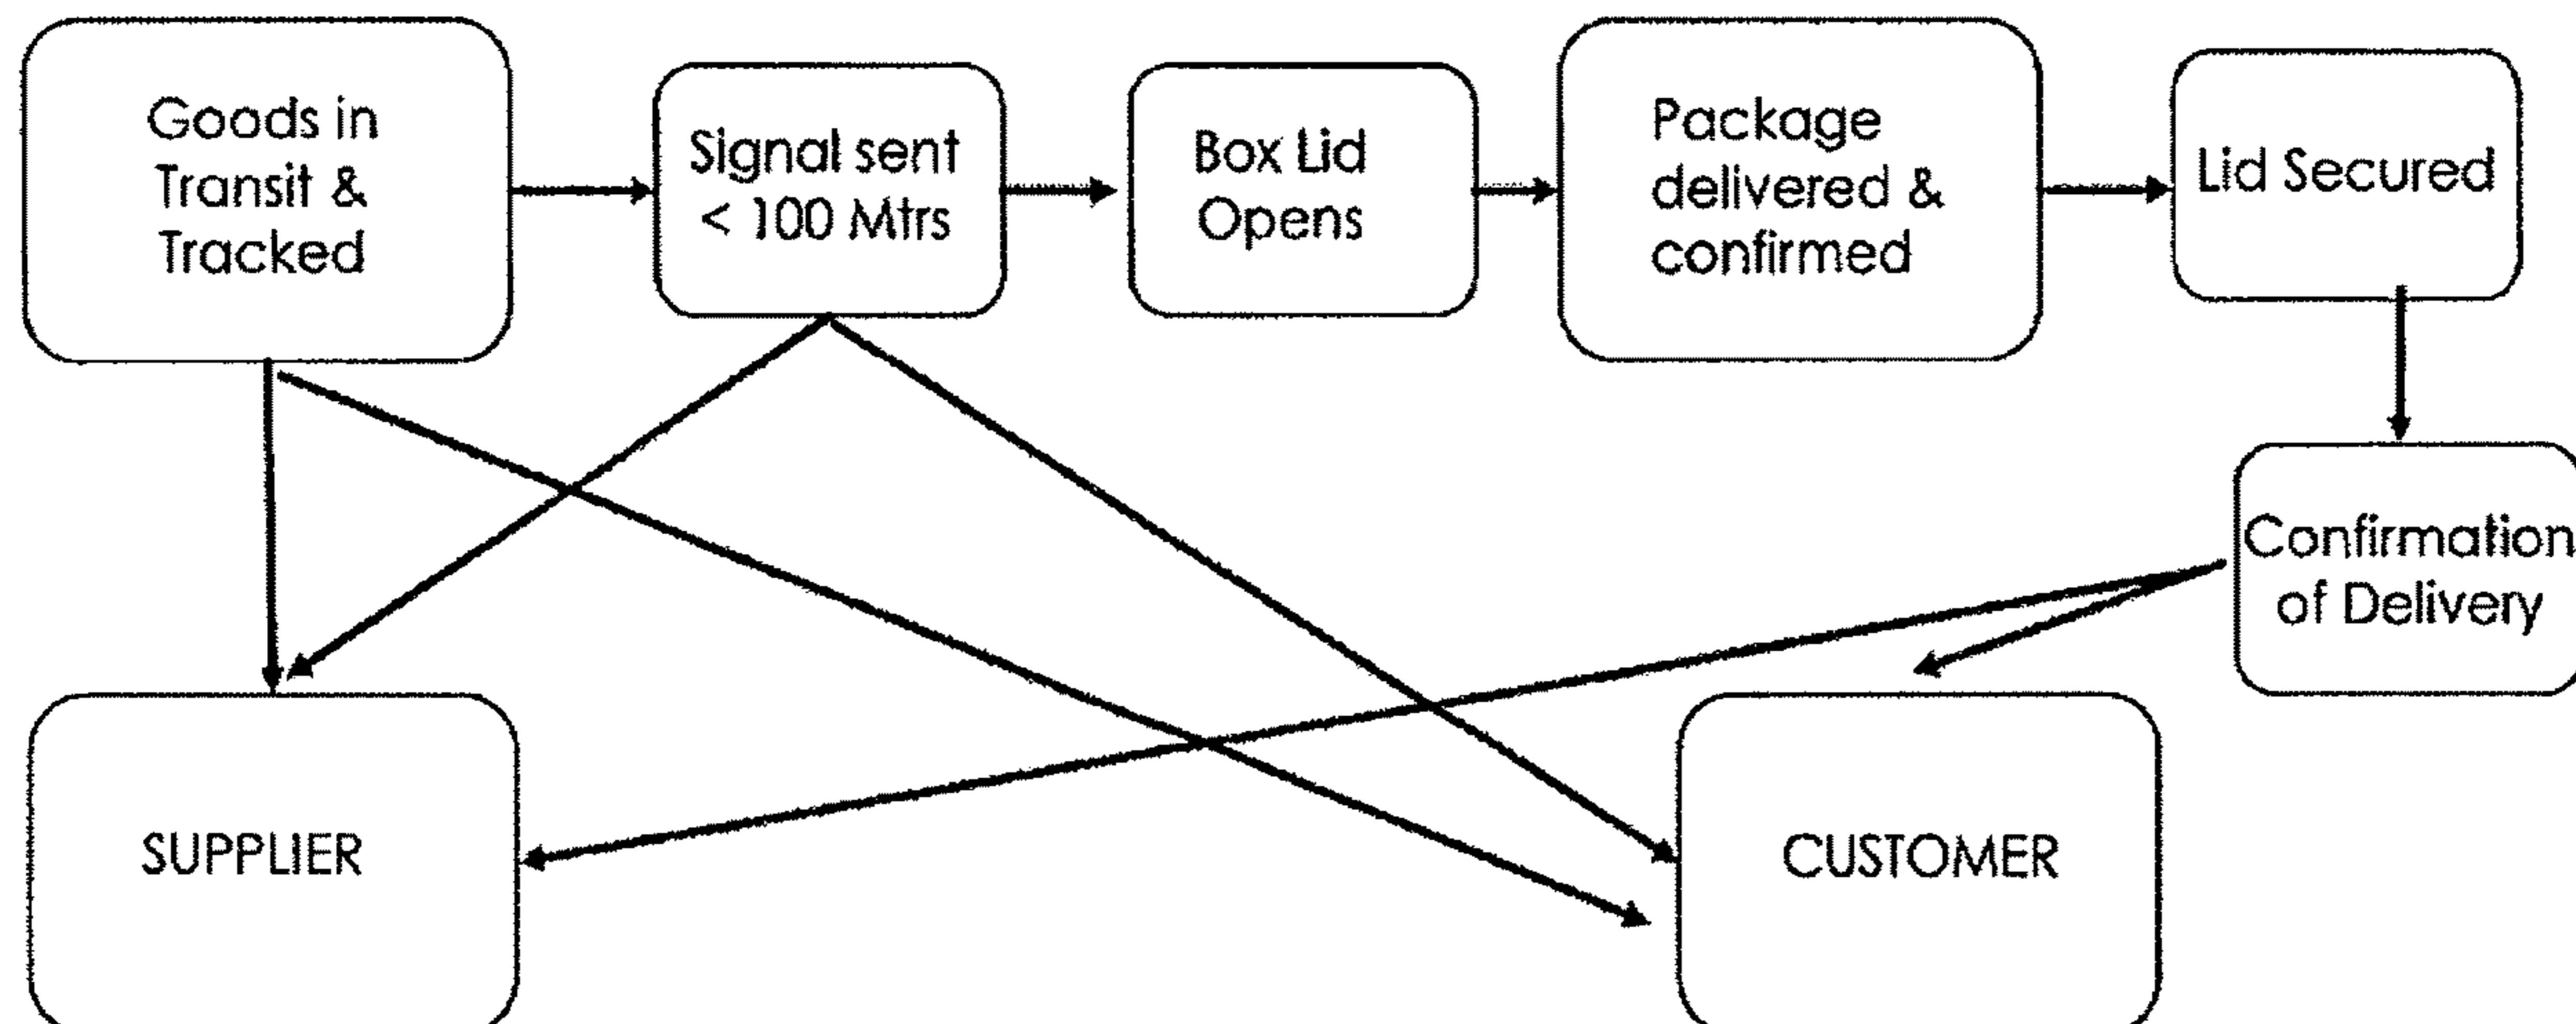 Goods in
Transit &
Tracked
Signal sent
< 100 Mtrs
Box Lid
Opens
Package
delivered &
confirmed
Lid Secured
Confirmation
of Delivery
SUPPLIER
CUSTOMER